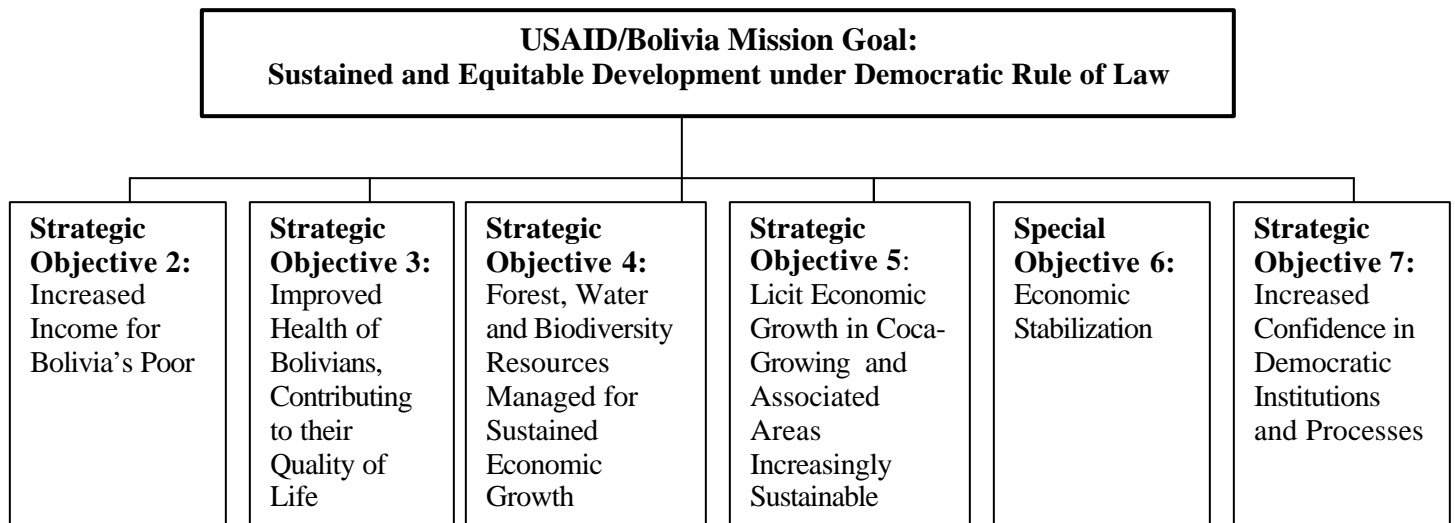 USAID/Bolivia Mission Goal:
Sustained and Equitable Development under Democratic Rule of Law
Strategic
Objective 2:
Increased
Income for
Bolivia's Poor
Strategic
Objective 3:
Improved
Health of
Bolivians,
Contributing
to their
Quality of
Life
Strategic
Objective 4:
Forest, Water
and Biodiversity
Resources
Managed for
Sustained
Economic
Growth
Strategic
Objective 5:
Licit Economic
Growth in Coca-
Growing and
Associated
Areas
Increasingly
Sustainable
Special
Objective 6:
Economic
Stabilization
Strategic
Objective 7:
Increased
Confidence in
Democratic
Institutions
and Processes